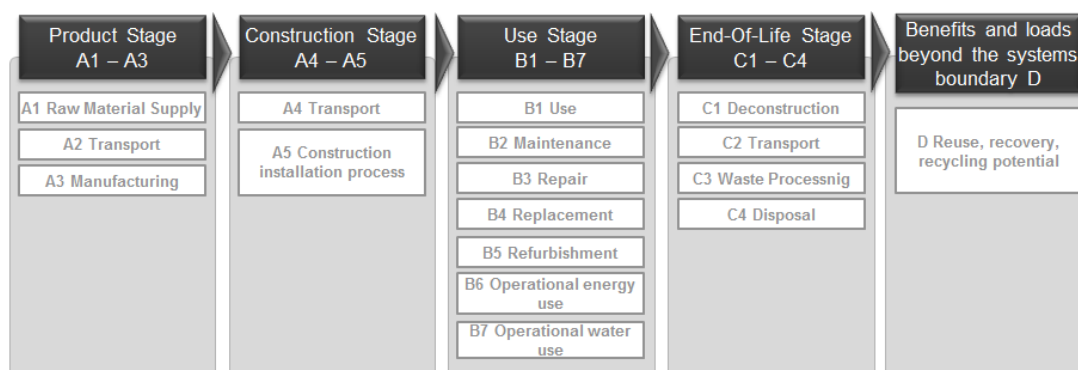 Product Stage
A1 – A3
A1 Raw Material Supply
A2 Transport
A3 Manufacturing
Construction Stage
A4 – A5
A4 Transport
A5 Construction
installation process
Use Stage
B1 – B7
B1 Use
B2 Maintenance
B3 Repair
B4 Replacement
B5 Refurbishment
B6 Operational energy
use
B7 Operational water
use
End-Of-Life Stage
C1 – C4
C1 Deconstruction
C2 Transport
C3 Waste Processnig
C4 Disposal
Benefits and loads
beyond the systems
boundary D
D Reuse, recovery,
recycling potential